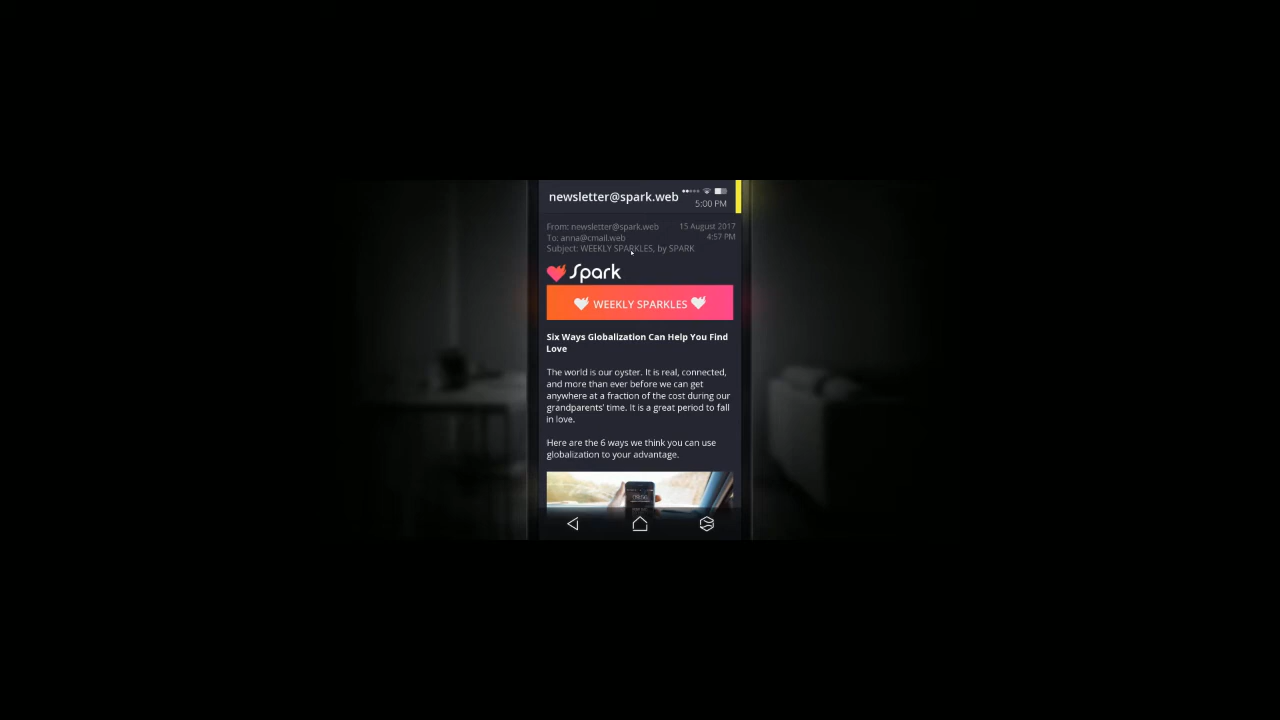 newsletter@spark.web
5:00 PM
From: newsletter@spark.web
15 August 2017
To: anna@cmail.web
4:57 PM
Subject: WEEKLY SPARKLES, by SPARK
Spark
WEEKLY SPARKLES
Six Ways Globalization Can Help You Find
Love
The world is our oyster. It is real, connected,
and more than ever before we can get
anywhere at a fraction of the cost during our
grandparents' time. It is a great period to fall
in love.
Here are the 6 ways we think you can use
globalization to your advantage.